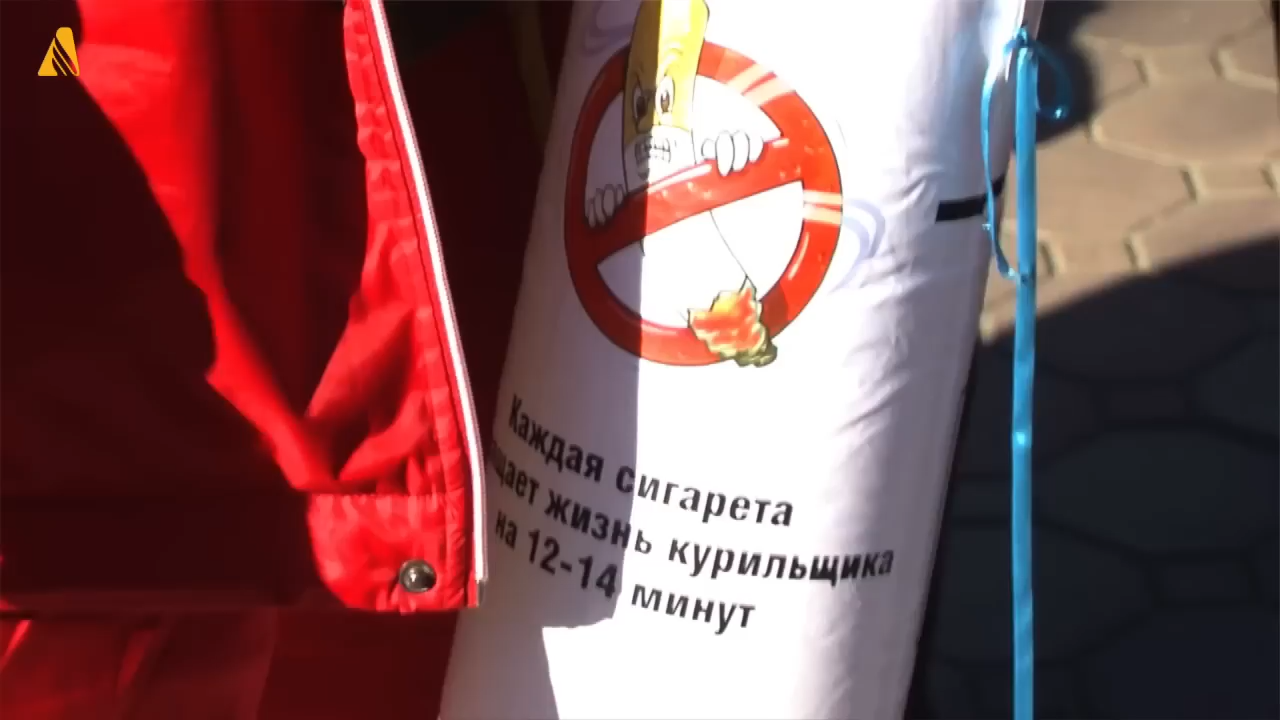 Каждая сигарета
жизнь курильщика
на 12-14 минут